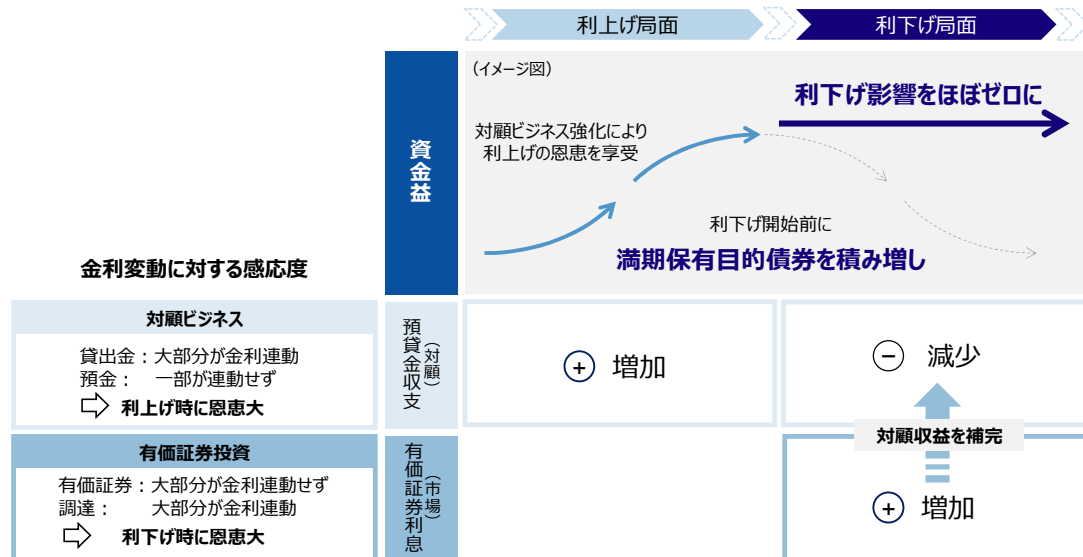 利上げ局面
利下げ局面
資金益
（イメージ図）
利下げ影響をほぼゼロに
対顧ビジネス強化により
利上げの恩恵を享受
利下げ開始前に
満期保有目的債券を積み増し
金利変動に対する感応度
対顧ビジネス
貸出金：大部分が金利連動
預金：　一部が連動せず
利上げ時に恩恵大
預貸金収支
（対顧）
+ 増加
− 減少
対顧収益を補完
有価証券投資
有価証券：大部分が金利連動せず
調達：　　大部分が金利連動
利下げ時に恩恵大
有価証券利息
（市場）
+ 増加